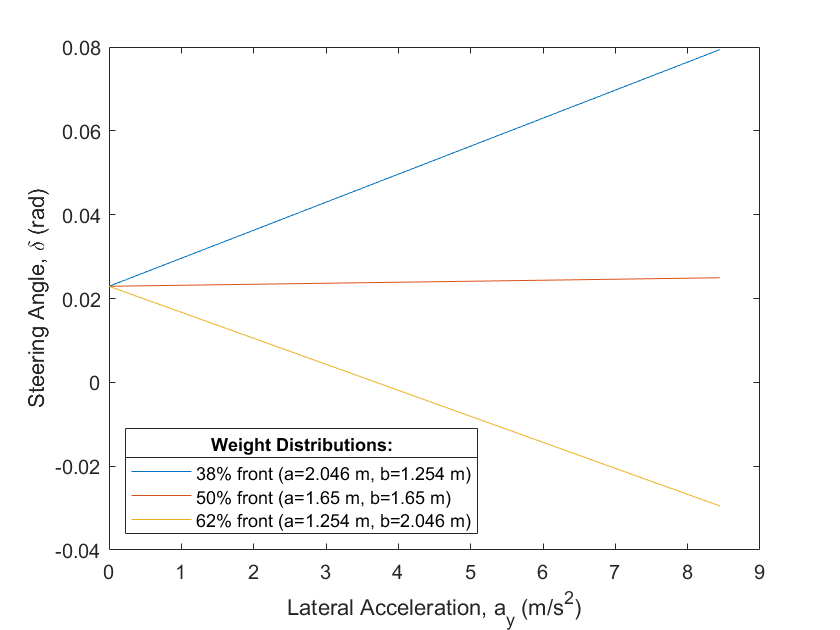 0.08
0.06
0.04
0.02
0
-0.02
-0.04
Steering Angle, δ (rad)
Weight Distributions:
38% front (a=2.046 m, b=1.254 m)
50% front (a=1.65 m, b=1.65 m)
62% front (a=1.254 m, b=2.046 m)
0 1 2 3 4 5 6 7 8 9
Lateral Acceleration, a_y (m/s²)